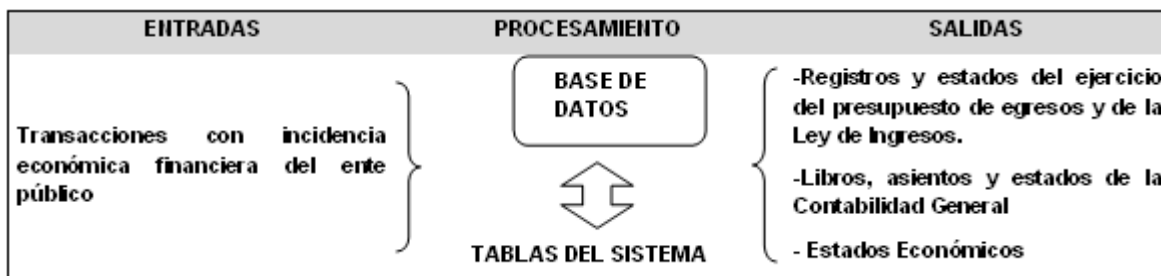 ENTRADAS
PROCESAMIENTO
SALIDAS
Transacciones con incidencia
económica financiera del ente
público
BASE DE
DATOS
TABLAS DEL SISTEMA
-Registros y estados del ejercicio
del presupuesto de egresos y de la
Ley de Ingresos.
-Libros, asientos y estados de la
Contabilidad General
- Estados Económicos